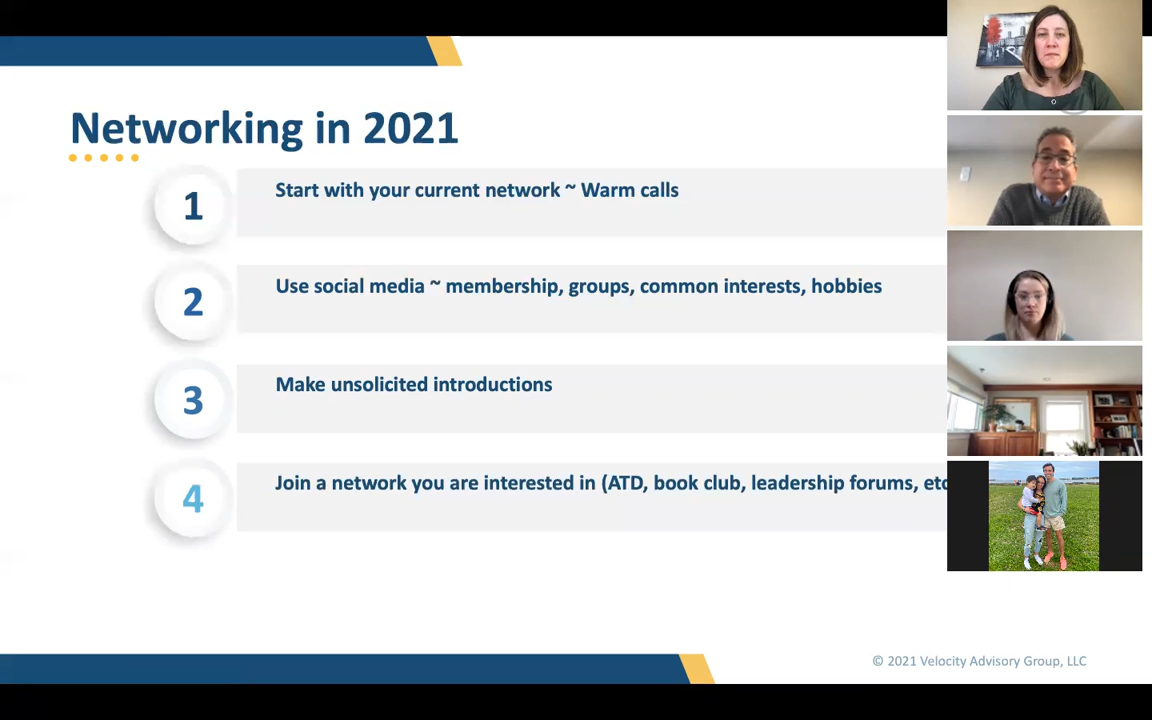 Networking in 2021
1
Start with your current network ~ Warm calls
2
Use social media ~ membership, groups, common interests, hobbies
3
Make unsolicited introductions
4
Join a network you are interested in (ATD, book club, leadership forums, etc
© 2021 Velocity Advisory Group, LLC